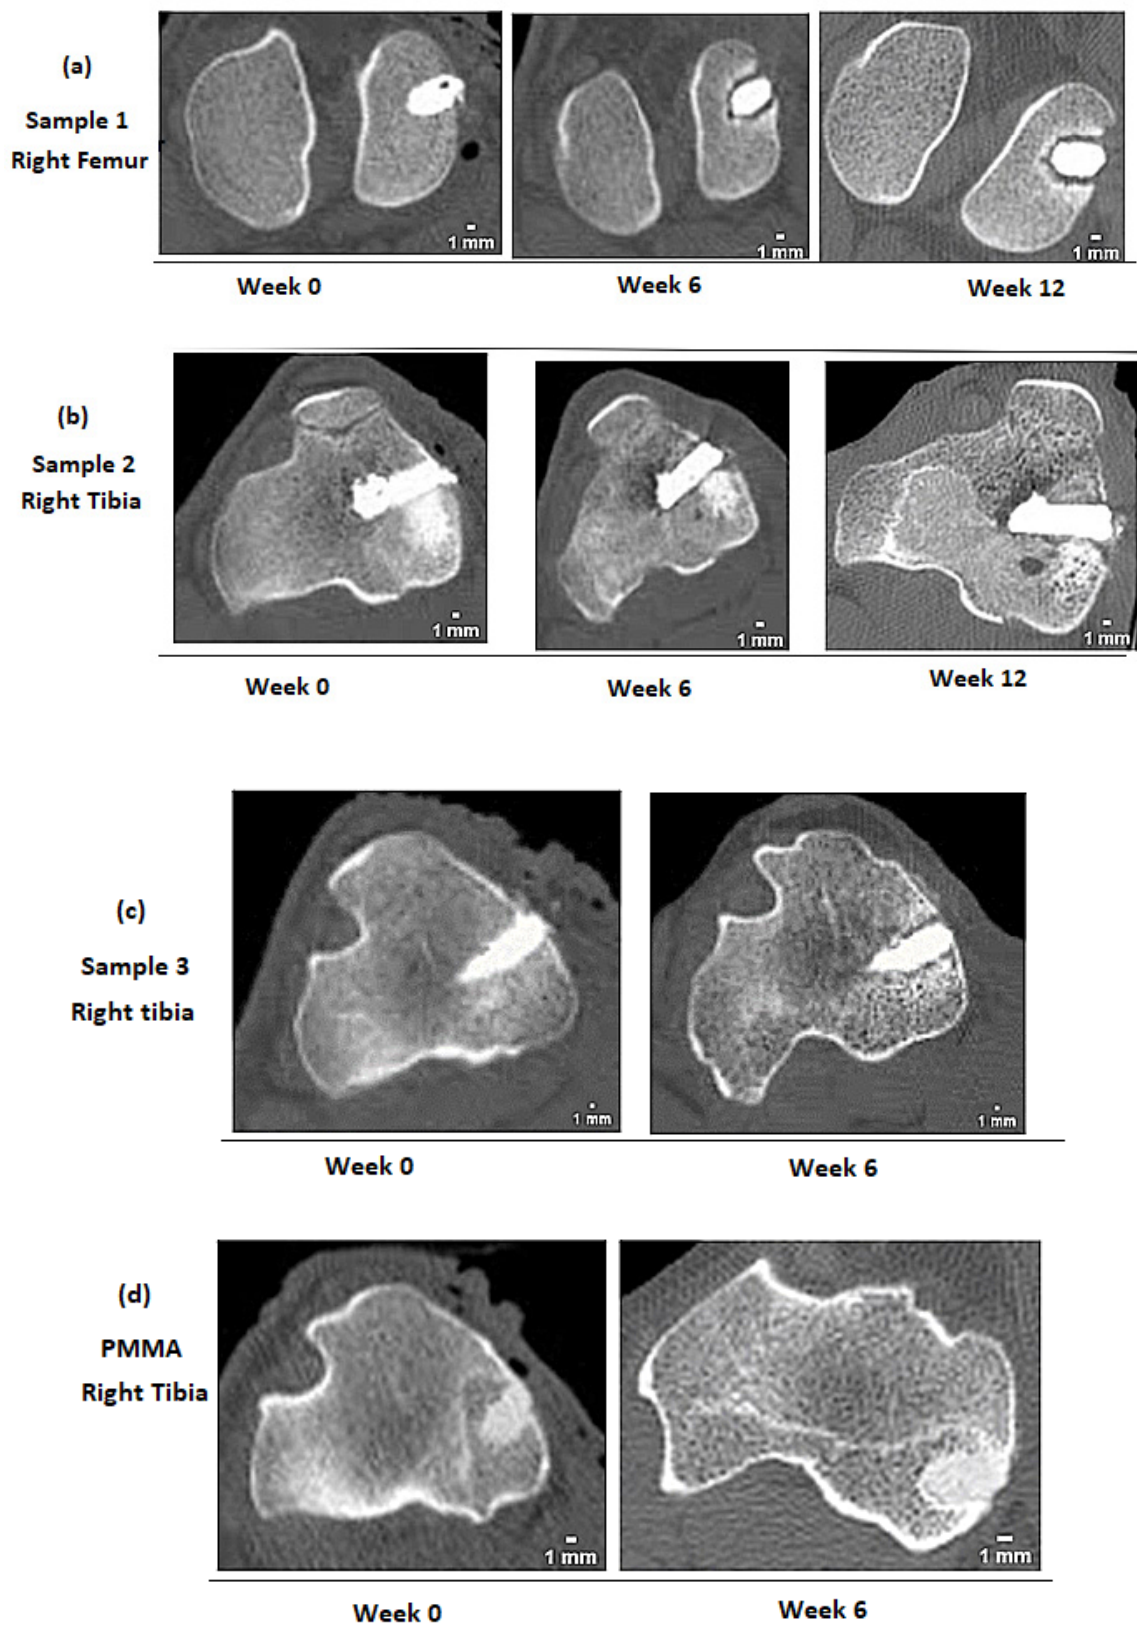 (a)
Sample 1
Right Femur
1 mm
1 mm
1 mm
Week 0
Week 6
Week 12
(b)
Sample 2
Right Tibia
1 mm
1 mm
1 mm
Week 0
Week 6
Week 12
(c)
Sample 3
Right tibia
1 mm
1 mm
Week 0
Week 6
(d)
PMMA
Right Tibia
1 mm
1 mm
Week 0
Week 6